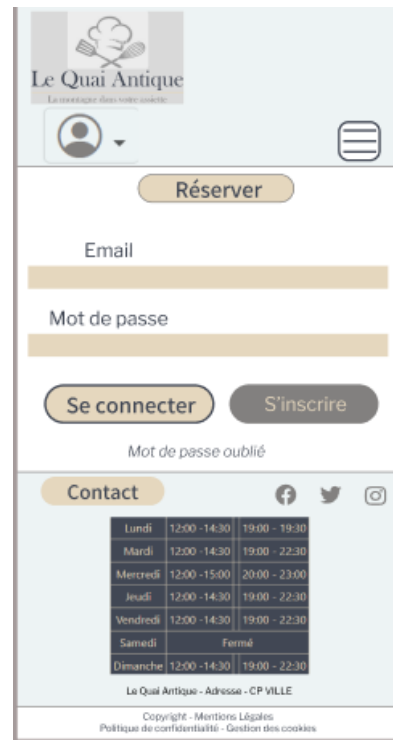 Le Quai Antique
La montagne dans votre assiette
Réserver
Email
Mot de passe
Se connecter
S'inscrire
Mot de passe oublié
Contact
Lundi 12:00 -14:30 19:00 - 19:30
Mardi 12:00 -14:30 19:00 - 22:30
Mercredi 12:00 -15:00 20:00 - 23:00
Jeudi 12:00 -14:30 19:00 - 22:30
Vendredi 12:00 -14:30 19:00 - 22:30
Samedi Fermé
Dimanche 12:00 -14:30 19:00 - 22:30
Le Quai Antique - Adresse - CP VILLE
Copyright - Mentions Légales
Politique de confidentialité - Gestion des cookies